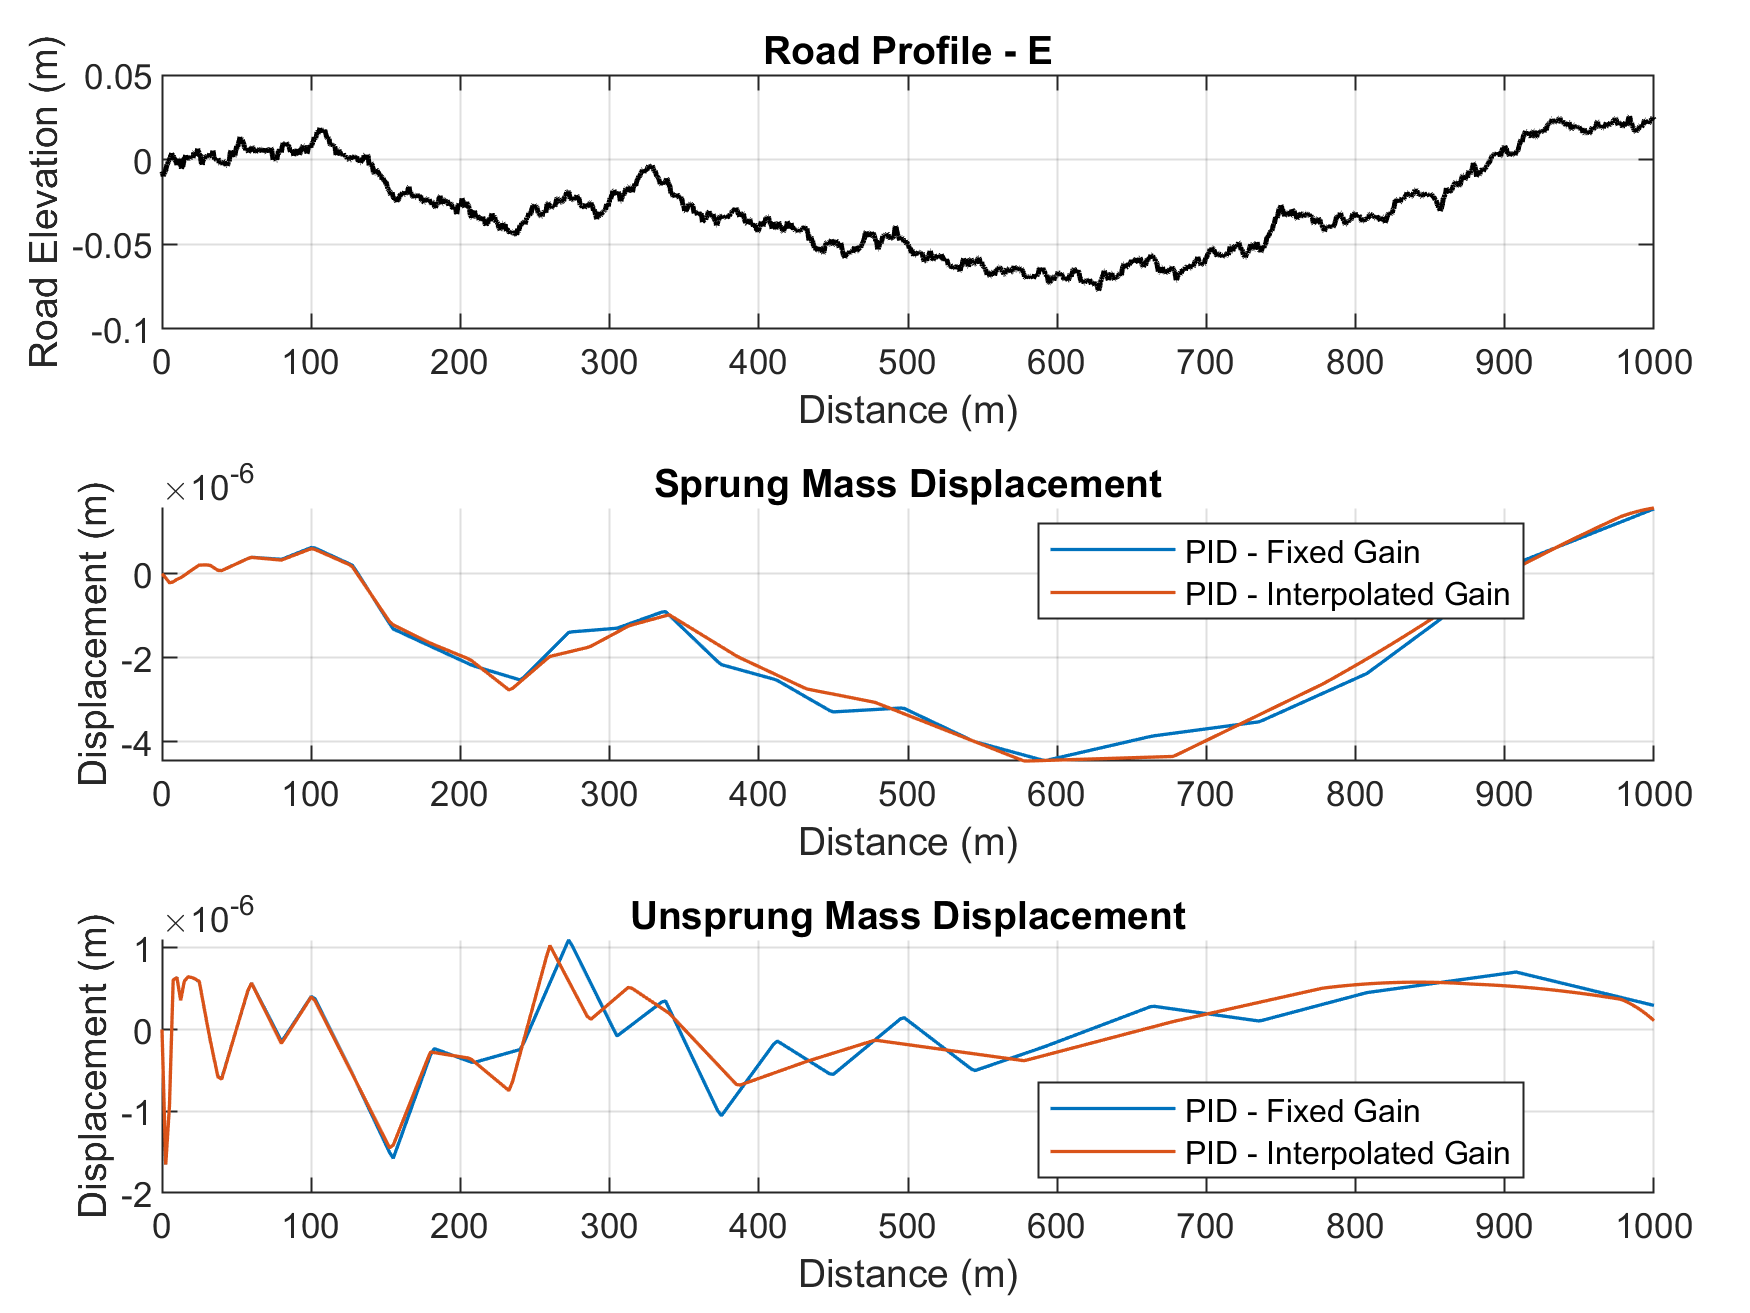 Road Profile - E
Road Elevation (m)
0.05
0
-0.05
-0.1
0 100 200 300 400 500 600 700 800 900 1000
Distance (m)
×10-6
Sprung Mass Displacement
Displacement (m)
0
-2
-4
PID - Fixed Gain
PID - Interpolated Gain
0 100 200 300 400 500 600 700 800 900 1000
Distance (m)
×10-6
Unsprung Mass Displacement
Displacement (m)
1
0
-1
-2
PID - Fixed Gain
PID - Interpolated Gain
0 100 200 300 400 500 600 700 800 900 1000
Distance (m)